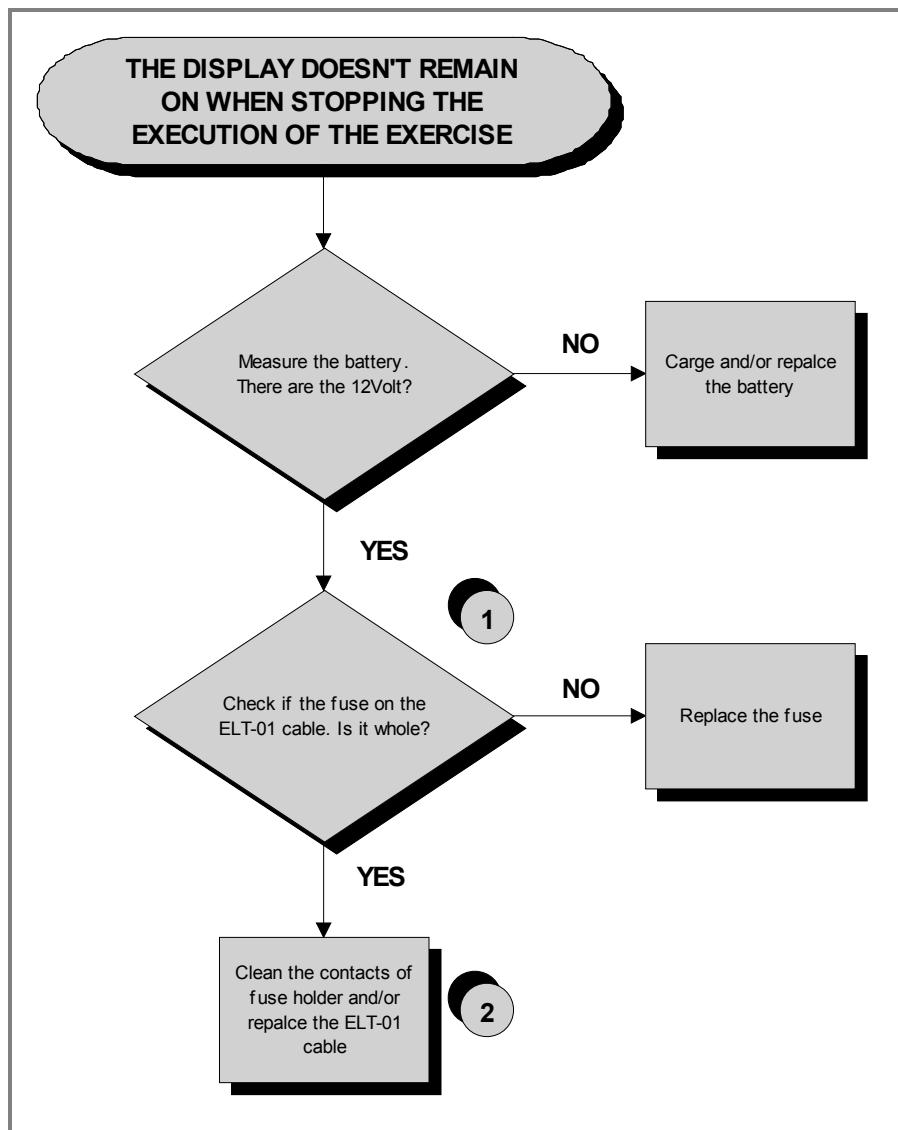 THE DISPLAY DOESN'T REMAIN
ON WHEN STOPPING THE
EXECUTION OF THE EXERCISE
Measure the battery.
There are the 12Volt?
NO
Carge and/or repalce
the battery
YES
1
Check if the fuse on the
ELT-01 cable. Is it whole?
NO
Replace the fuse
YES
Clean the contacts of
fuse holder and/or
repalce the ELT-01
cable
2